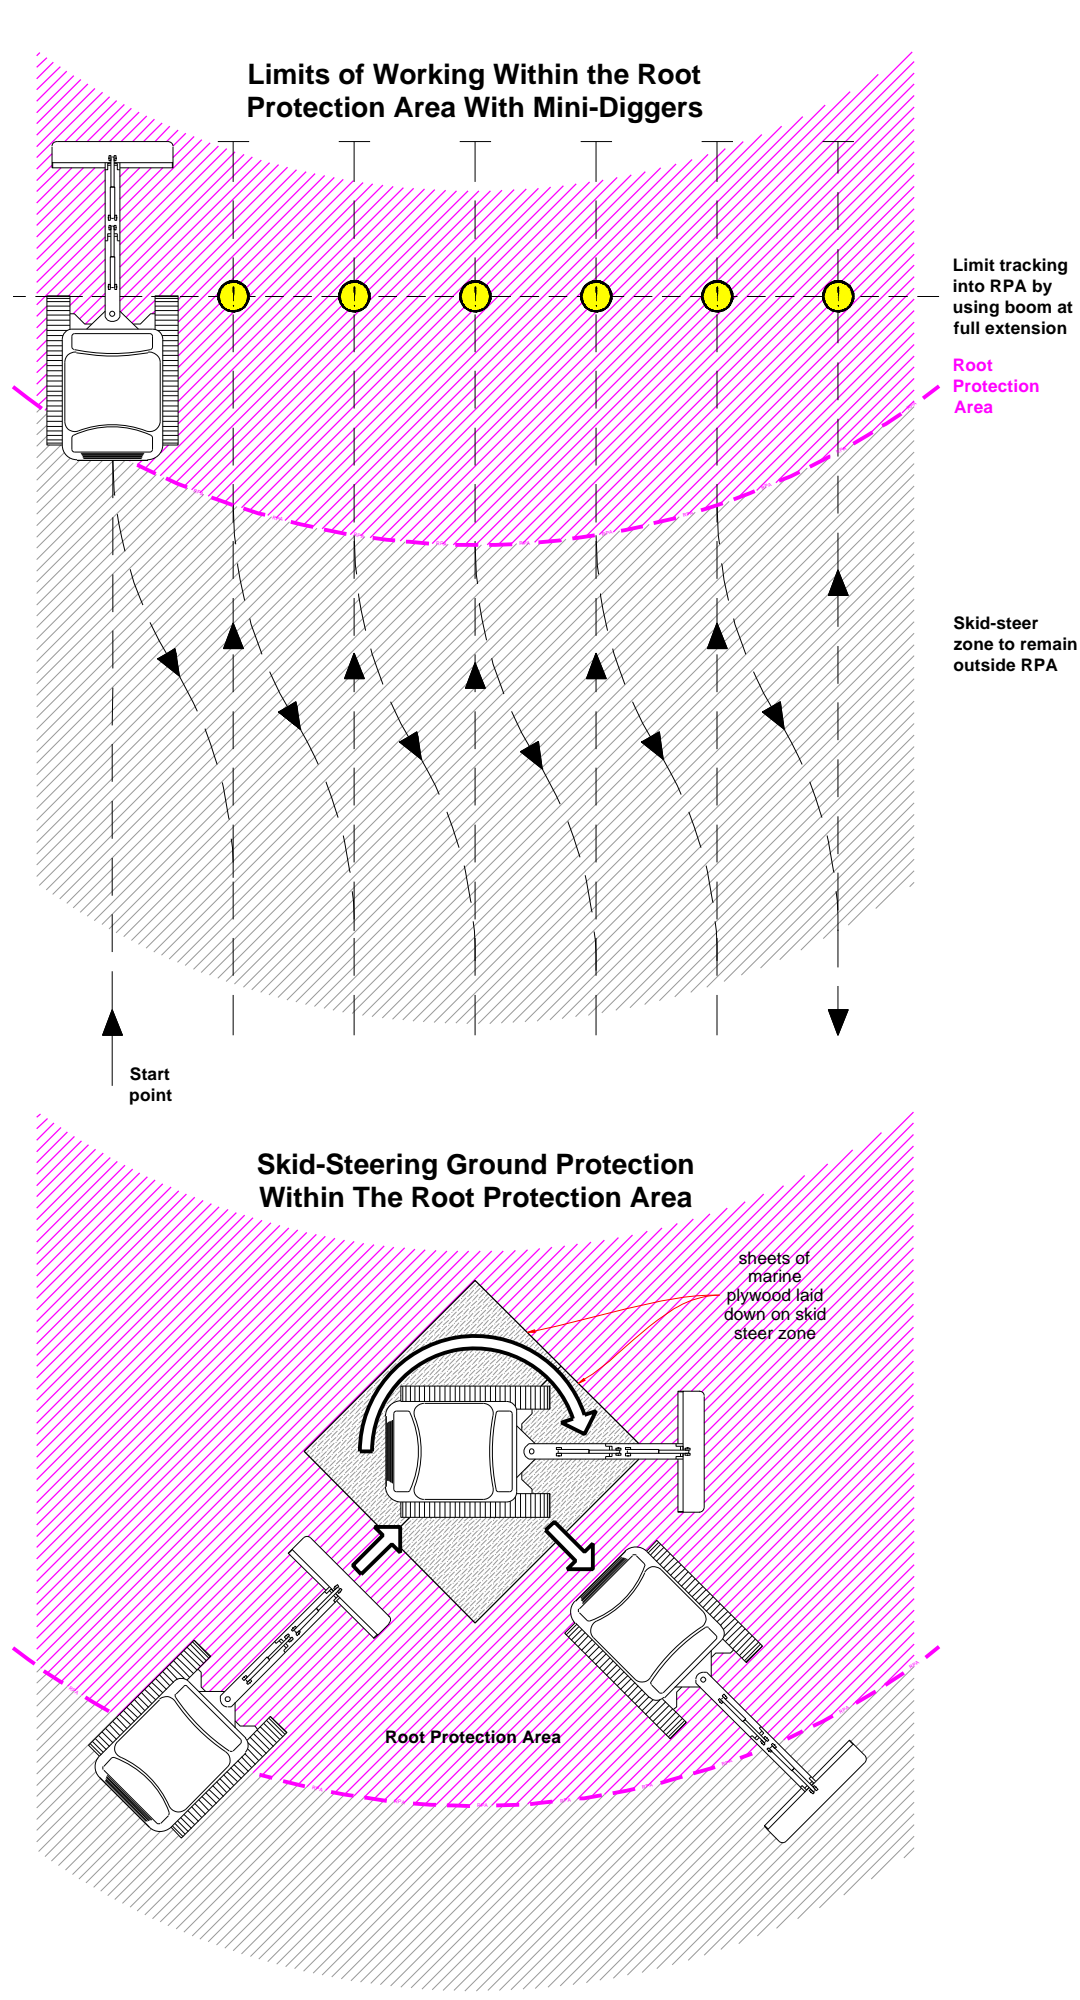 Limits of Working Within the Root
Protection Area With Mini-Diggers
!
!
!
!
!
!
Limit tracking
into RPA by
using boom at
full extension
Root
Protection
Area
Skid-steer
zone to remain
outside RPA
Start
point
Skid-Steering Ground Protection
Within The Root Protection Area
sheets of
marine
plywood laid
down on skid
steer zone
Root Protection Area